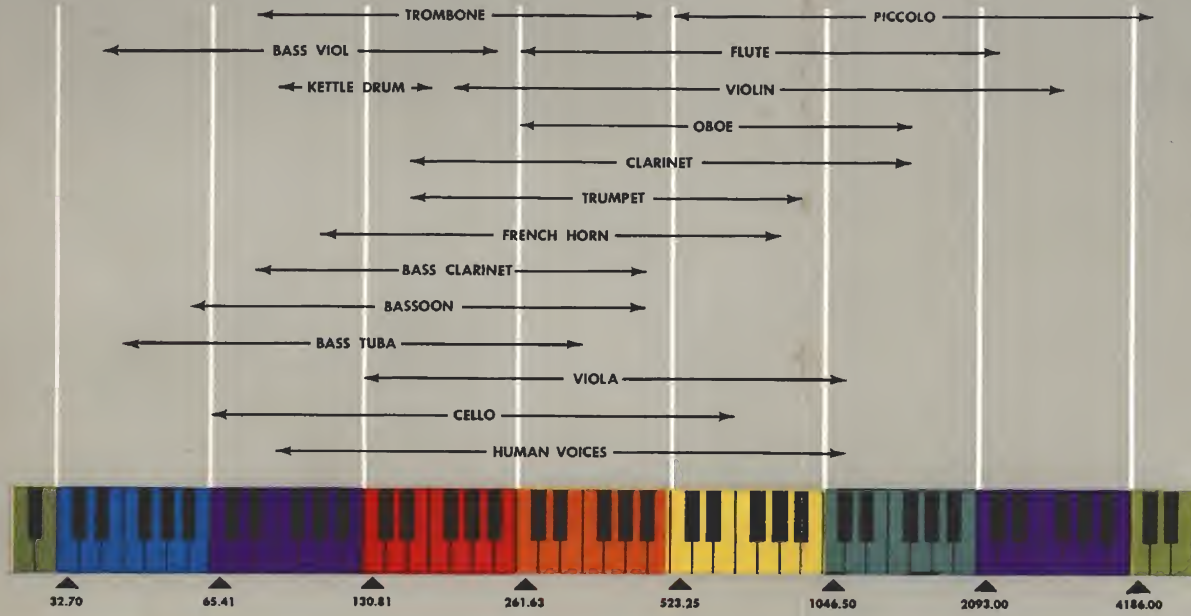 TROMBONE PICCOLO
BASS VIOL FLUTE
KETTLE DRUM VIOLIN
OBOE
CLARINET
TRUMPET
FRENCH HORN
BASS CLARINET
BASSOON
BASS TUBA
VIOLA
CELLO
HUMAN VOICES
32.70 65.41 130.81 261.63 523.25 1046.50 2093.00 4186.00